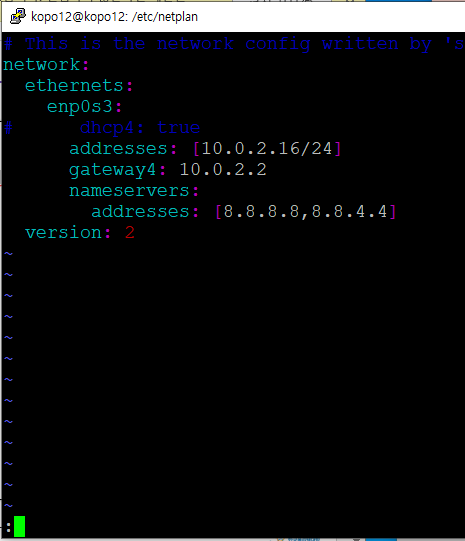 kopo12@kopo12: /etc/netplan
# This is the network config written by 's
network:
  ethernets:
    enp0s3:
#      dhcp4: true
      addresses: [10.0.2.16/24]
      gateway4: 10.0.2.2
      nameservers:
        addresses: [8.8.8.8,8.8.4.4]
  version: 2
~
~
~
~
~
~
~
~
~
~
~
~
~
: